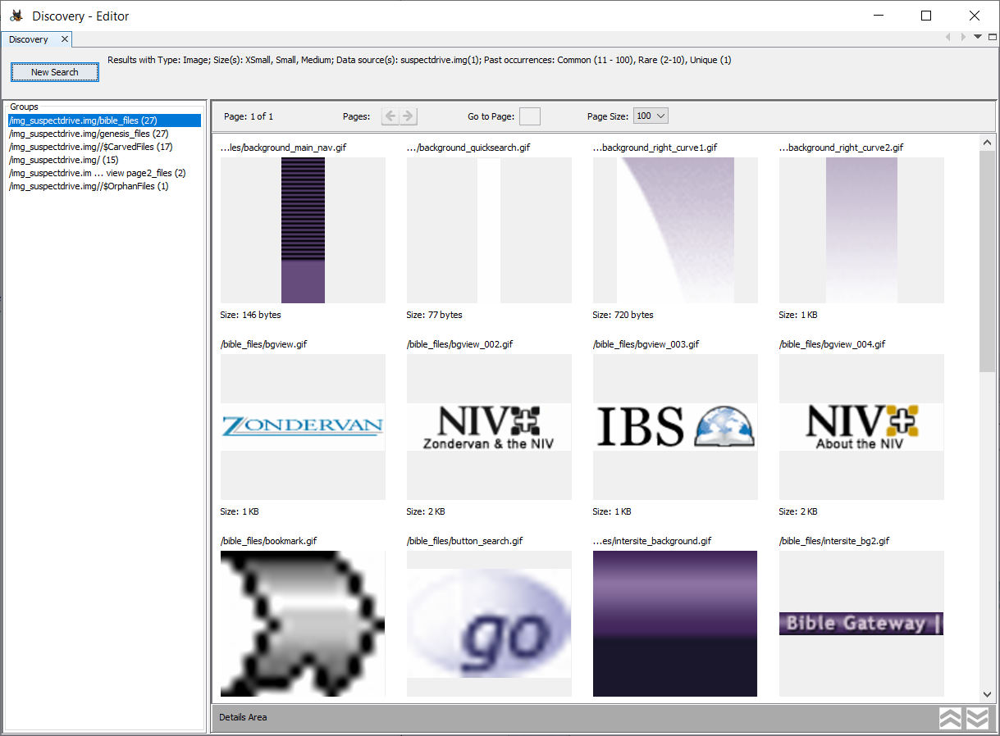 Discovery - Editor
Discovery
New Search
Results with Type: Image; Size(s): XSmall, Small, Medium; Data source(s): suspectdrive.img(1); Past occurrences: Common (11 - 100), Rare (2-10), Unique (1)
Groups
/img_suspectdrive.img/bible_files (27)
/img_suspectdrive.img/genesis_files (27)
/img_suspectdrive.img//$CarvedFiles (17)
/img_suspectdrive.img/ (15)
/img_suspectdrive.im ... view page2_files (2)
/img_suspectdrive.img//$OrphanFiles (1)
Page: 1 of 1 Pages: Go to Page: Page Size: 100
...les/background_main_nav.gif .../background_quicksearch.gif ...background_right_curve1.gif ...background_right_curve2.gif
Size: 146 bytes Size: 77 bytes Size: 720 bytes Size: 1 KB
/bible_files/bgview.gif /bible_files/bgview_002.gif /bible_files/bgview_003.gif /bible_files/bgview_004.gif
ZONDERVAN NIV IBS NIV
Zondervan & the NIV About the NIV
Size: 1 KB Size: 2 KB Size: 1 KB Size: 2 KB
/bible_files/bookmark.gif /bible_files/button_search.gif ...es/intersite_background.gif /bible_files/intersite_bg2.gif
go Bible Gateway |
Details Area